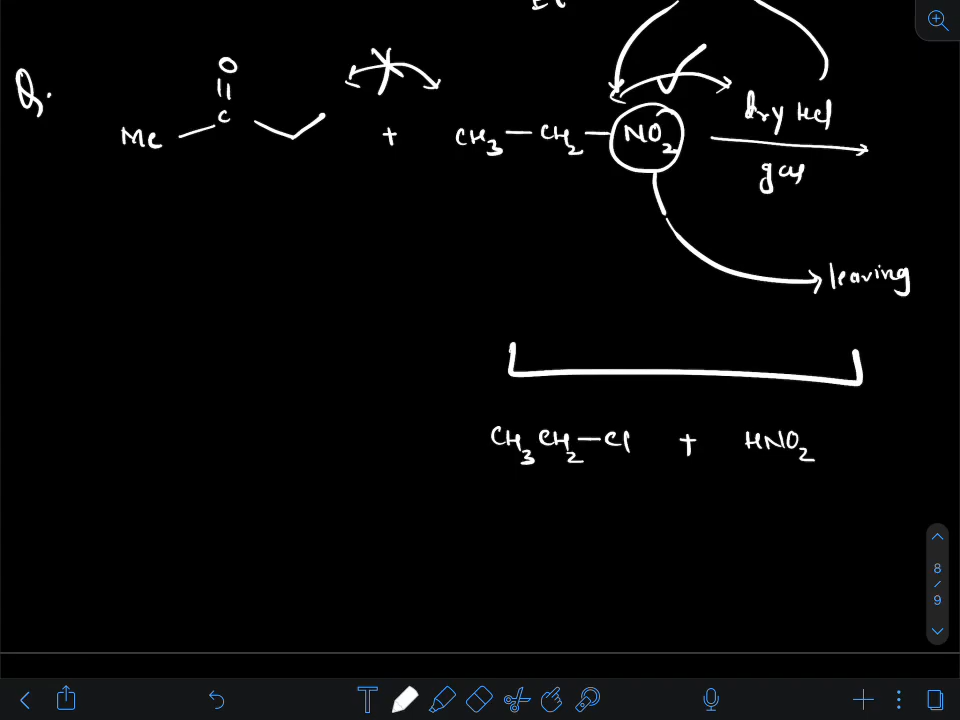 Q.
O
||
Me — C
+ CH3 — CH2 — NO2 dry HCl
gas
leaving
CH3CH2 — Cl + HNO2
8
/
9
T